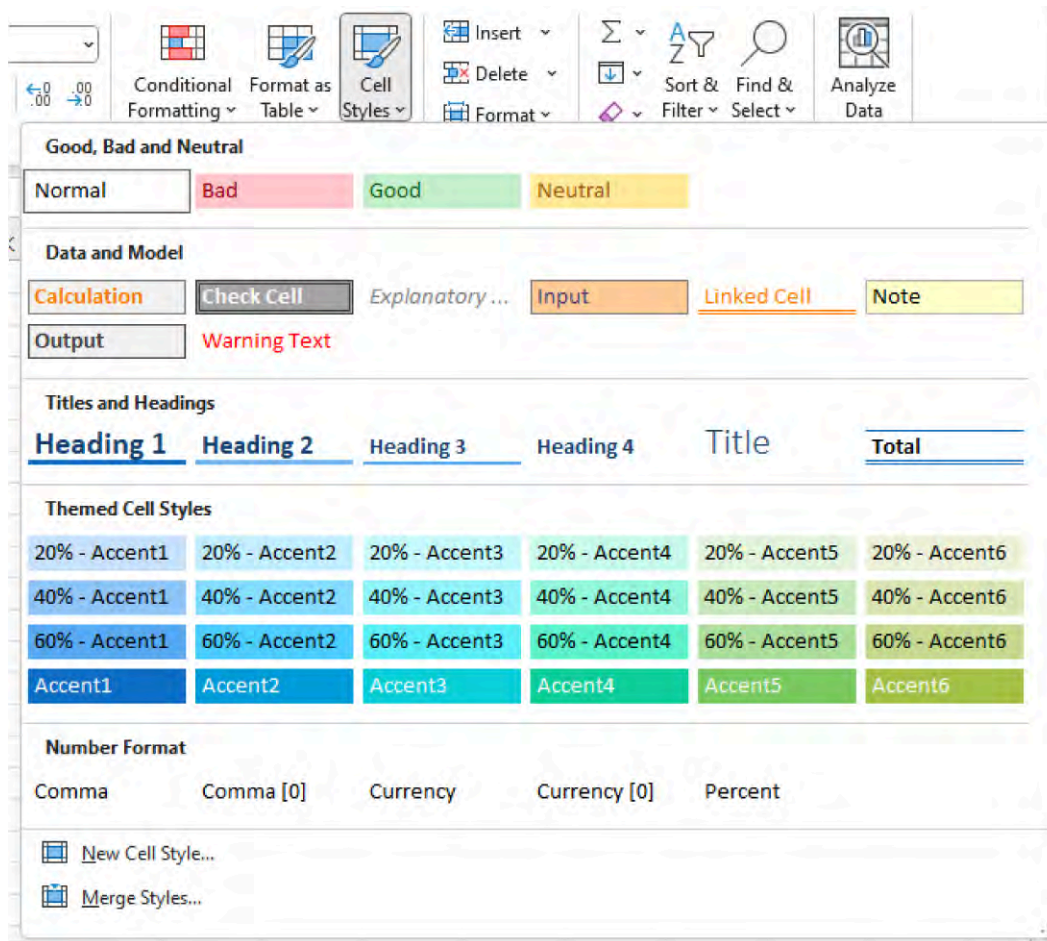 Insert
Delete
Format
Conditional Formatting
Format as Table
Cell Styles
Sort & Filter
Find & Select
Analyze Data
.00 .0
Good, Bad and Neutral
Normal Bad Good Neutral
Data and Model
Calculation Check Cell Explanatory ... Input Linked Cell Note
Output Warning Text
Titles and Headings
Heading 1 Heading 2 Heading 3 Heading 4 Title Total
Themed Cell Styles
20% - Accent1 20% - Accent2 20% - Accent3 20% - Accent4 20% - Accent5 20% - Accent6
40% - Accent1 40% - Accent2 40% - Accent3 40% - Accent4 40% - Accent5 40% - Accent6
60% - Accent1 60% - Accent2 60% - Accent3 60% - Accent4 60% - Accent5 60% - Accent6
Accent1 Accent2 Accent3 Accent4 Accent5 Accent6
Number Format
Comma Comma [0] Currency Currency [0] Percent
New Cell Style...
Merge Styles...